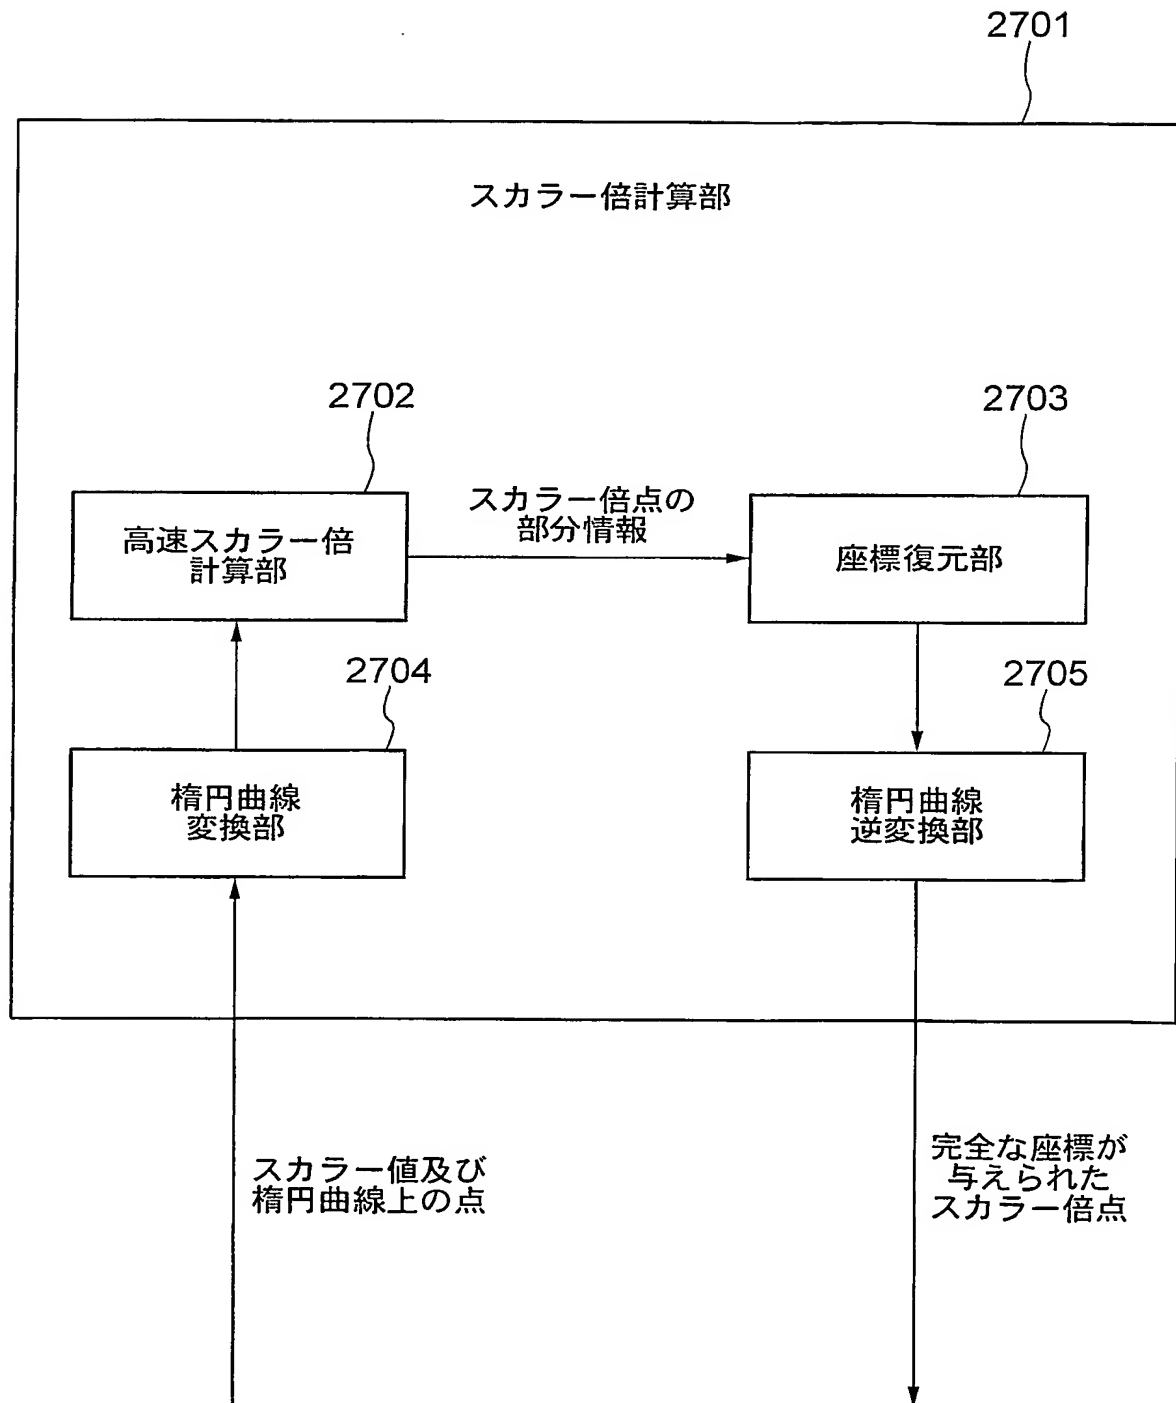 2701
スカラー倍計算部
2702
2703
高速スカラー倍
計算部
スカラー倍点の
部分情報
座標復元部
2704
2705
楕円曲線
変換部
楕円曲線
逆変換部
スカラー値及び
楕円曲線上の点
完全な座標が
与えられた
スカラー倍点